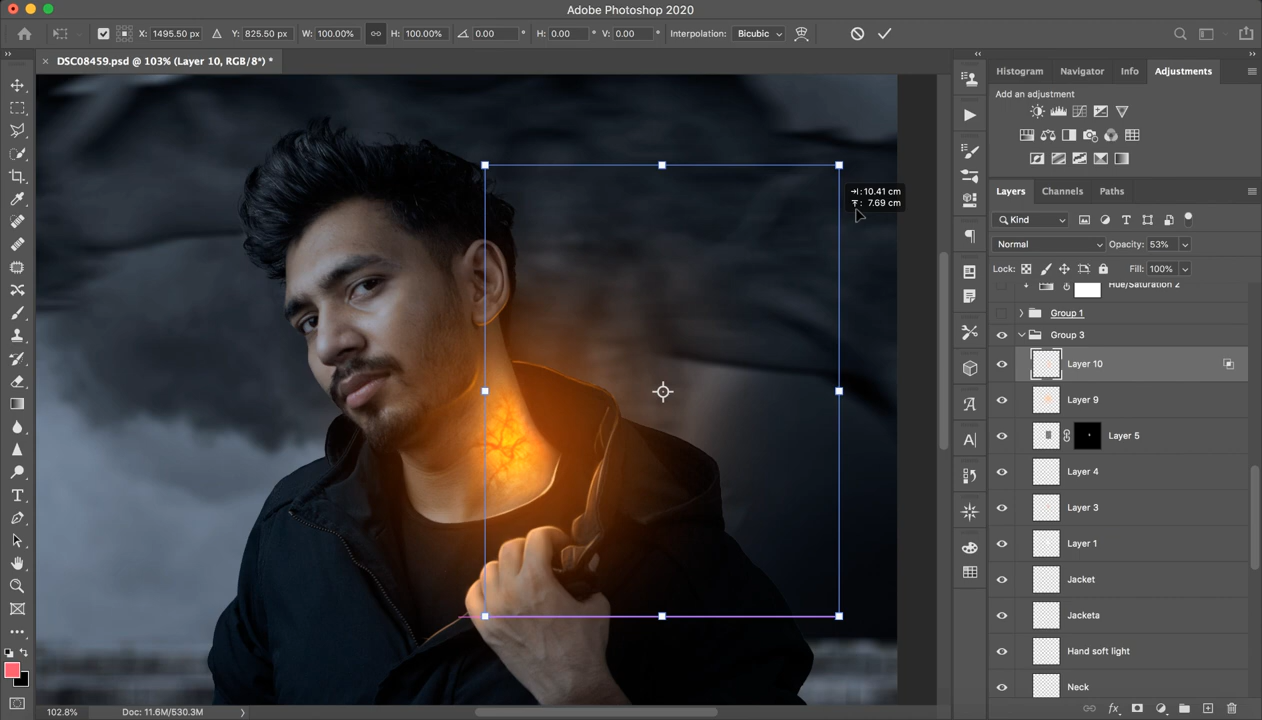 Adobe Photoshop 2020
X: 1495.50 px Y: 825.50 px W: 100.00% H: 100.00% 0.00 ° H: 0.00 ° V: 0.00 ° Interpolation: Bicubic
× DSC08459.psd @ 103% (Layer 10, RGB/8*) *
Histogram Navigator Info Adjustments
Add an adjustment
Layers Channels Paths
Kind
Normal Opacity: 53%
Lock: Fill: 100%
Hue/Saturation 2
Group 1
Group 3
Layer 10
Layer 9
Layer 5
Layer 4
Layer 3
Layer 1
Jacket
Jacketa
Hand soft light
Neck
: 10.41 cm
: 7.69 cm
102.8% Doc: 11.6M/530.3M